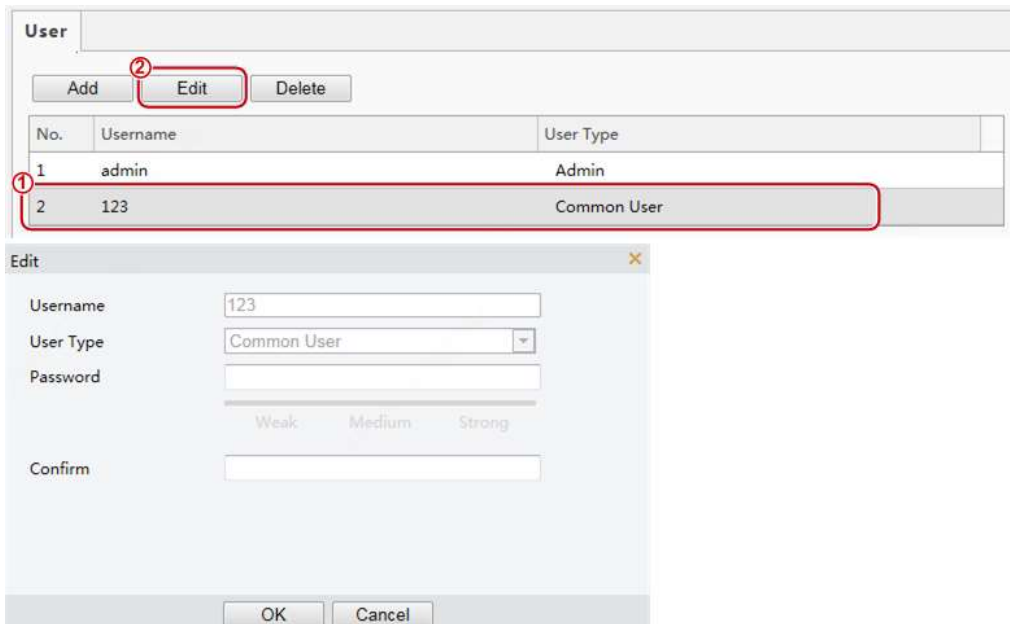 User
②
Add Edit Delete
No. Username User Type
1 admin Admin
①
2 123 Common User
Edit
Username 123
User Type Common User
Password
Weak Medium Strong
Confirm
OK Cancel